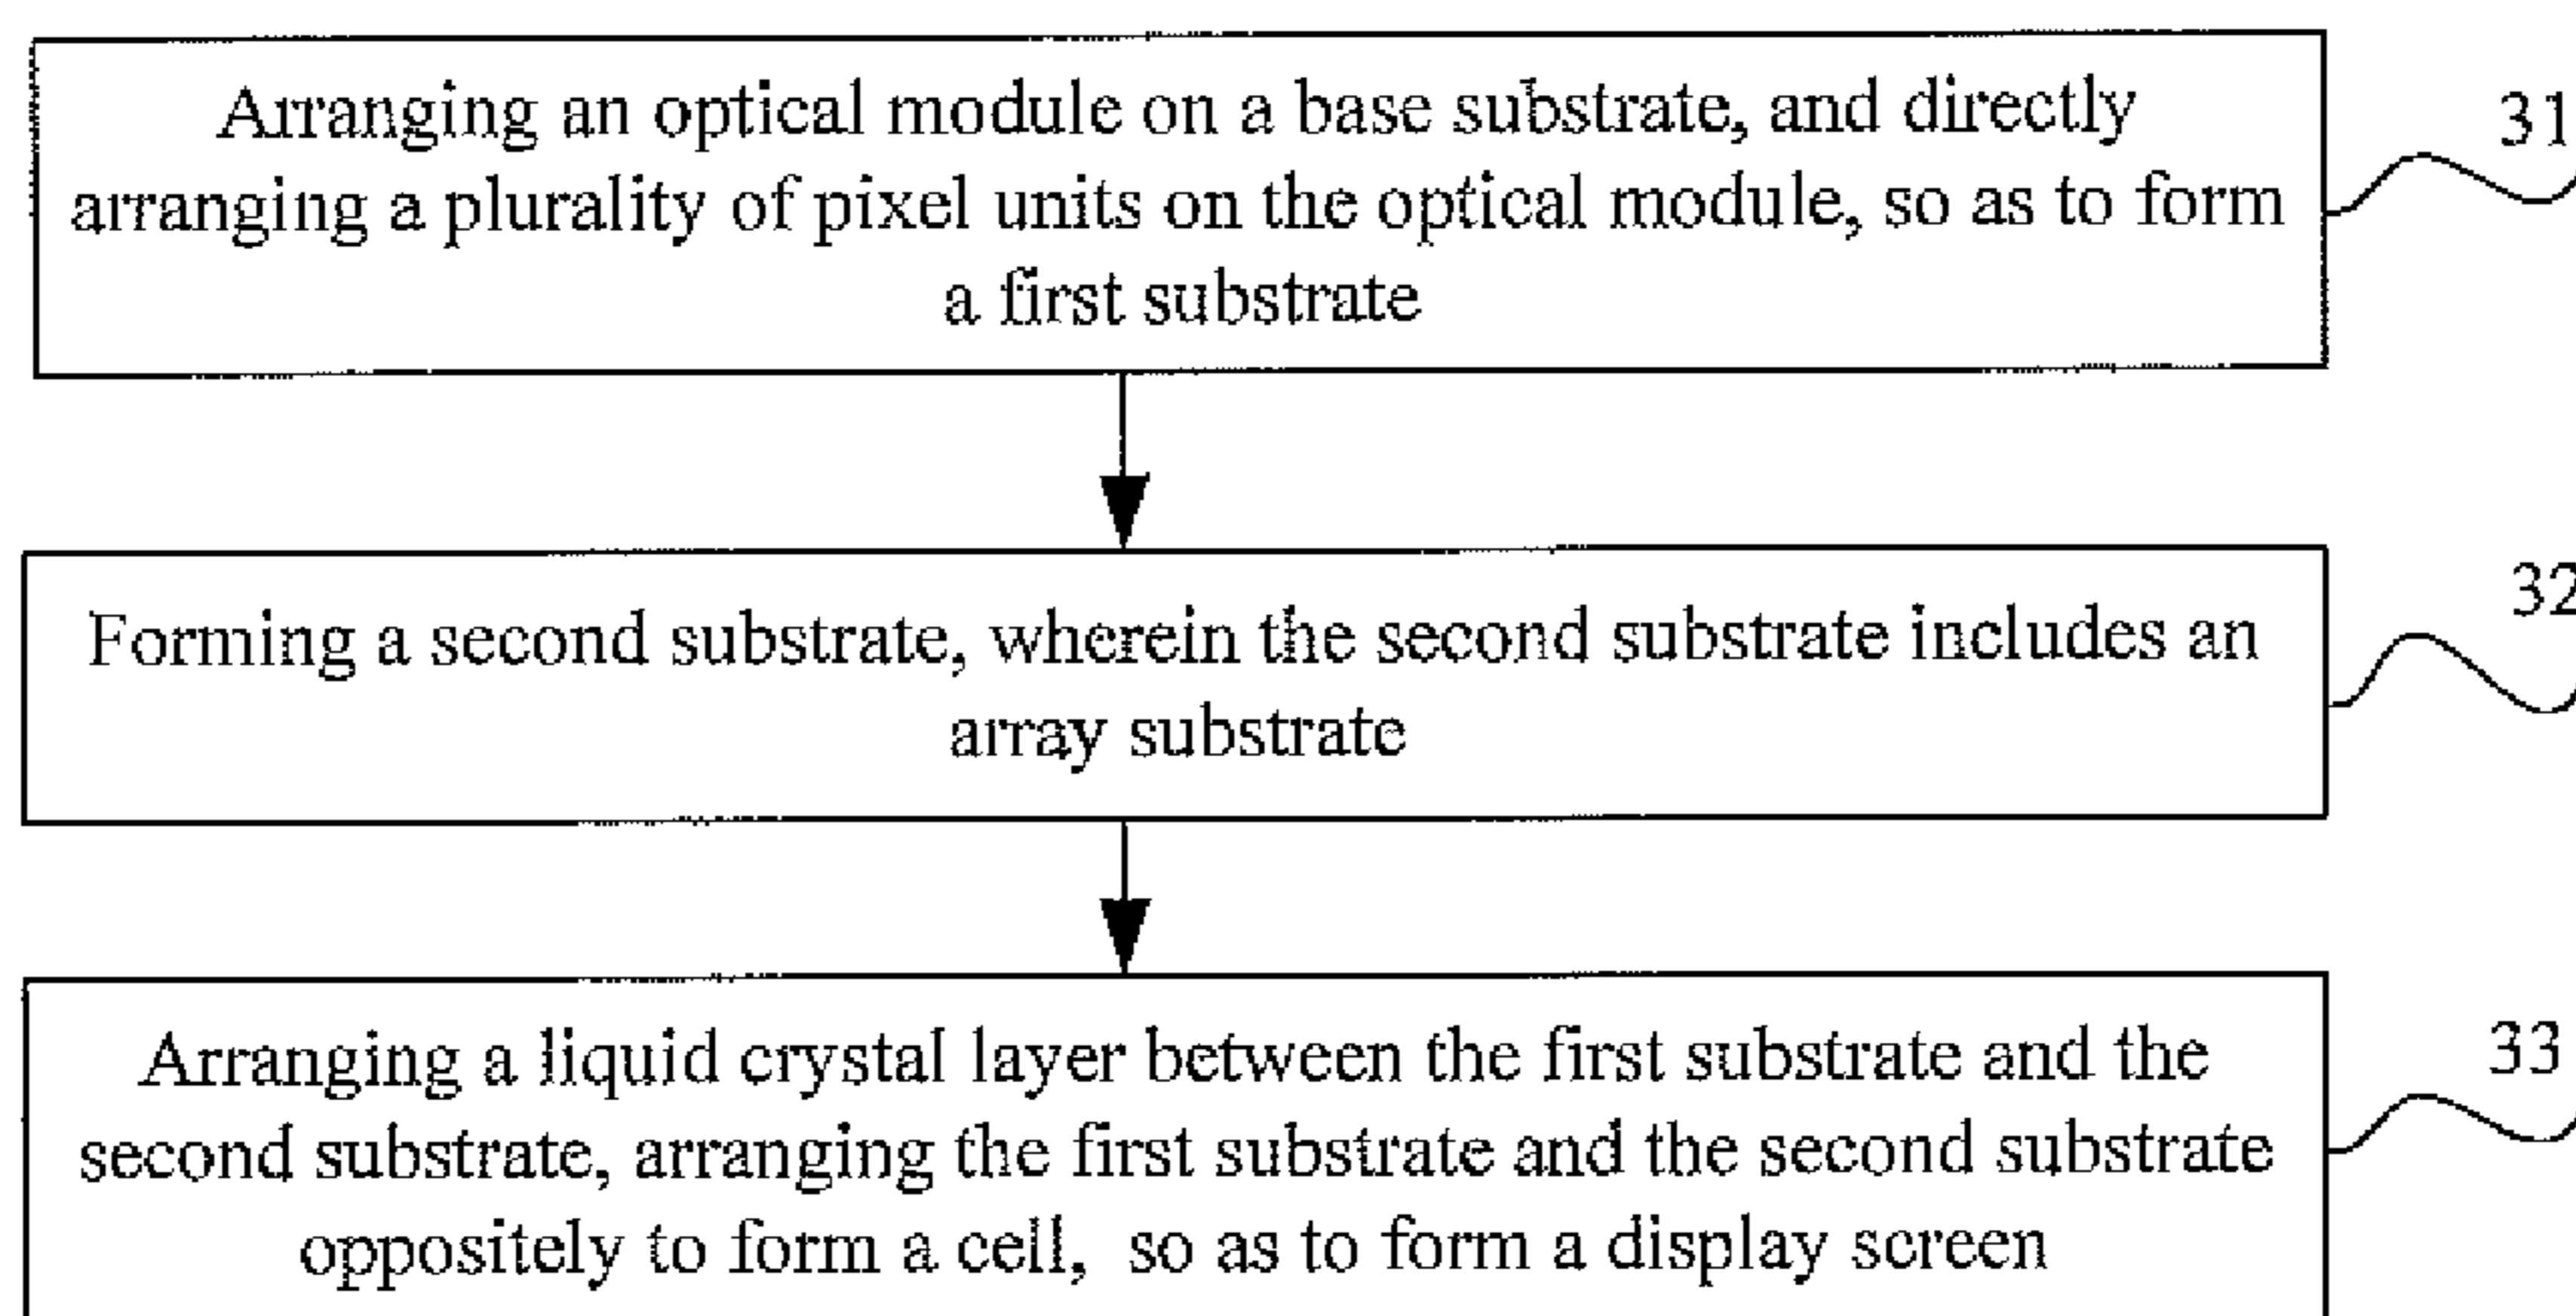 Arranging an optical module on a base substrate, and directly
arranging a plurality of pixel units on the optical module, so as to form
a first substrate
31
Forming a second substrate, wherein the second substrate includes an
array substrate
32
Arranging a liquid crystal layer between the first substrate and the
second substrate, arranging the first substrate and the second substrate
oppositely to form a cell, so as to form a display screen
33